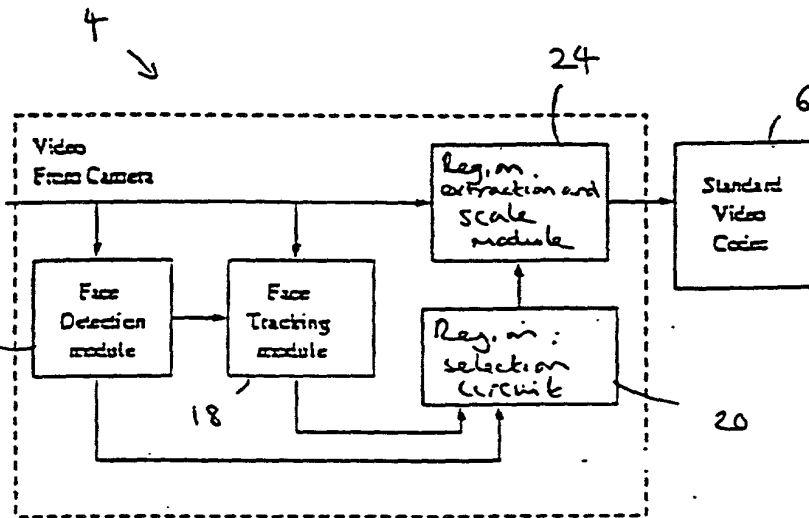 4
24
6
Video
From Camera
Region
extraction and
scale
module
Standard
Video
Codec
Face
Detection
module
Face
Tracking
module
Region
selection
circuit
18
20